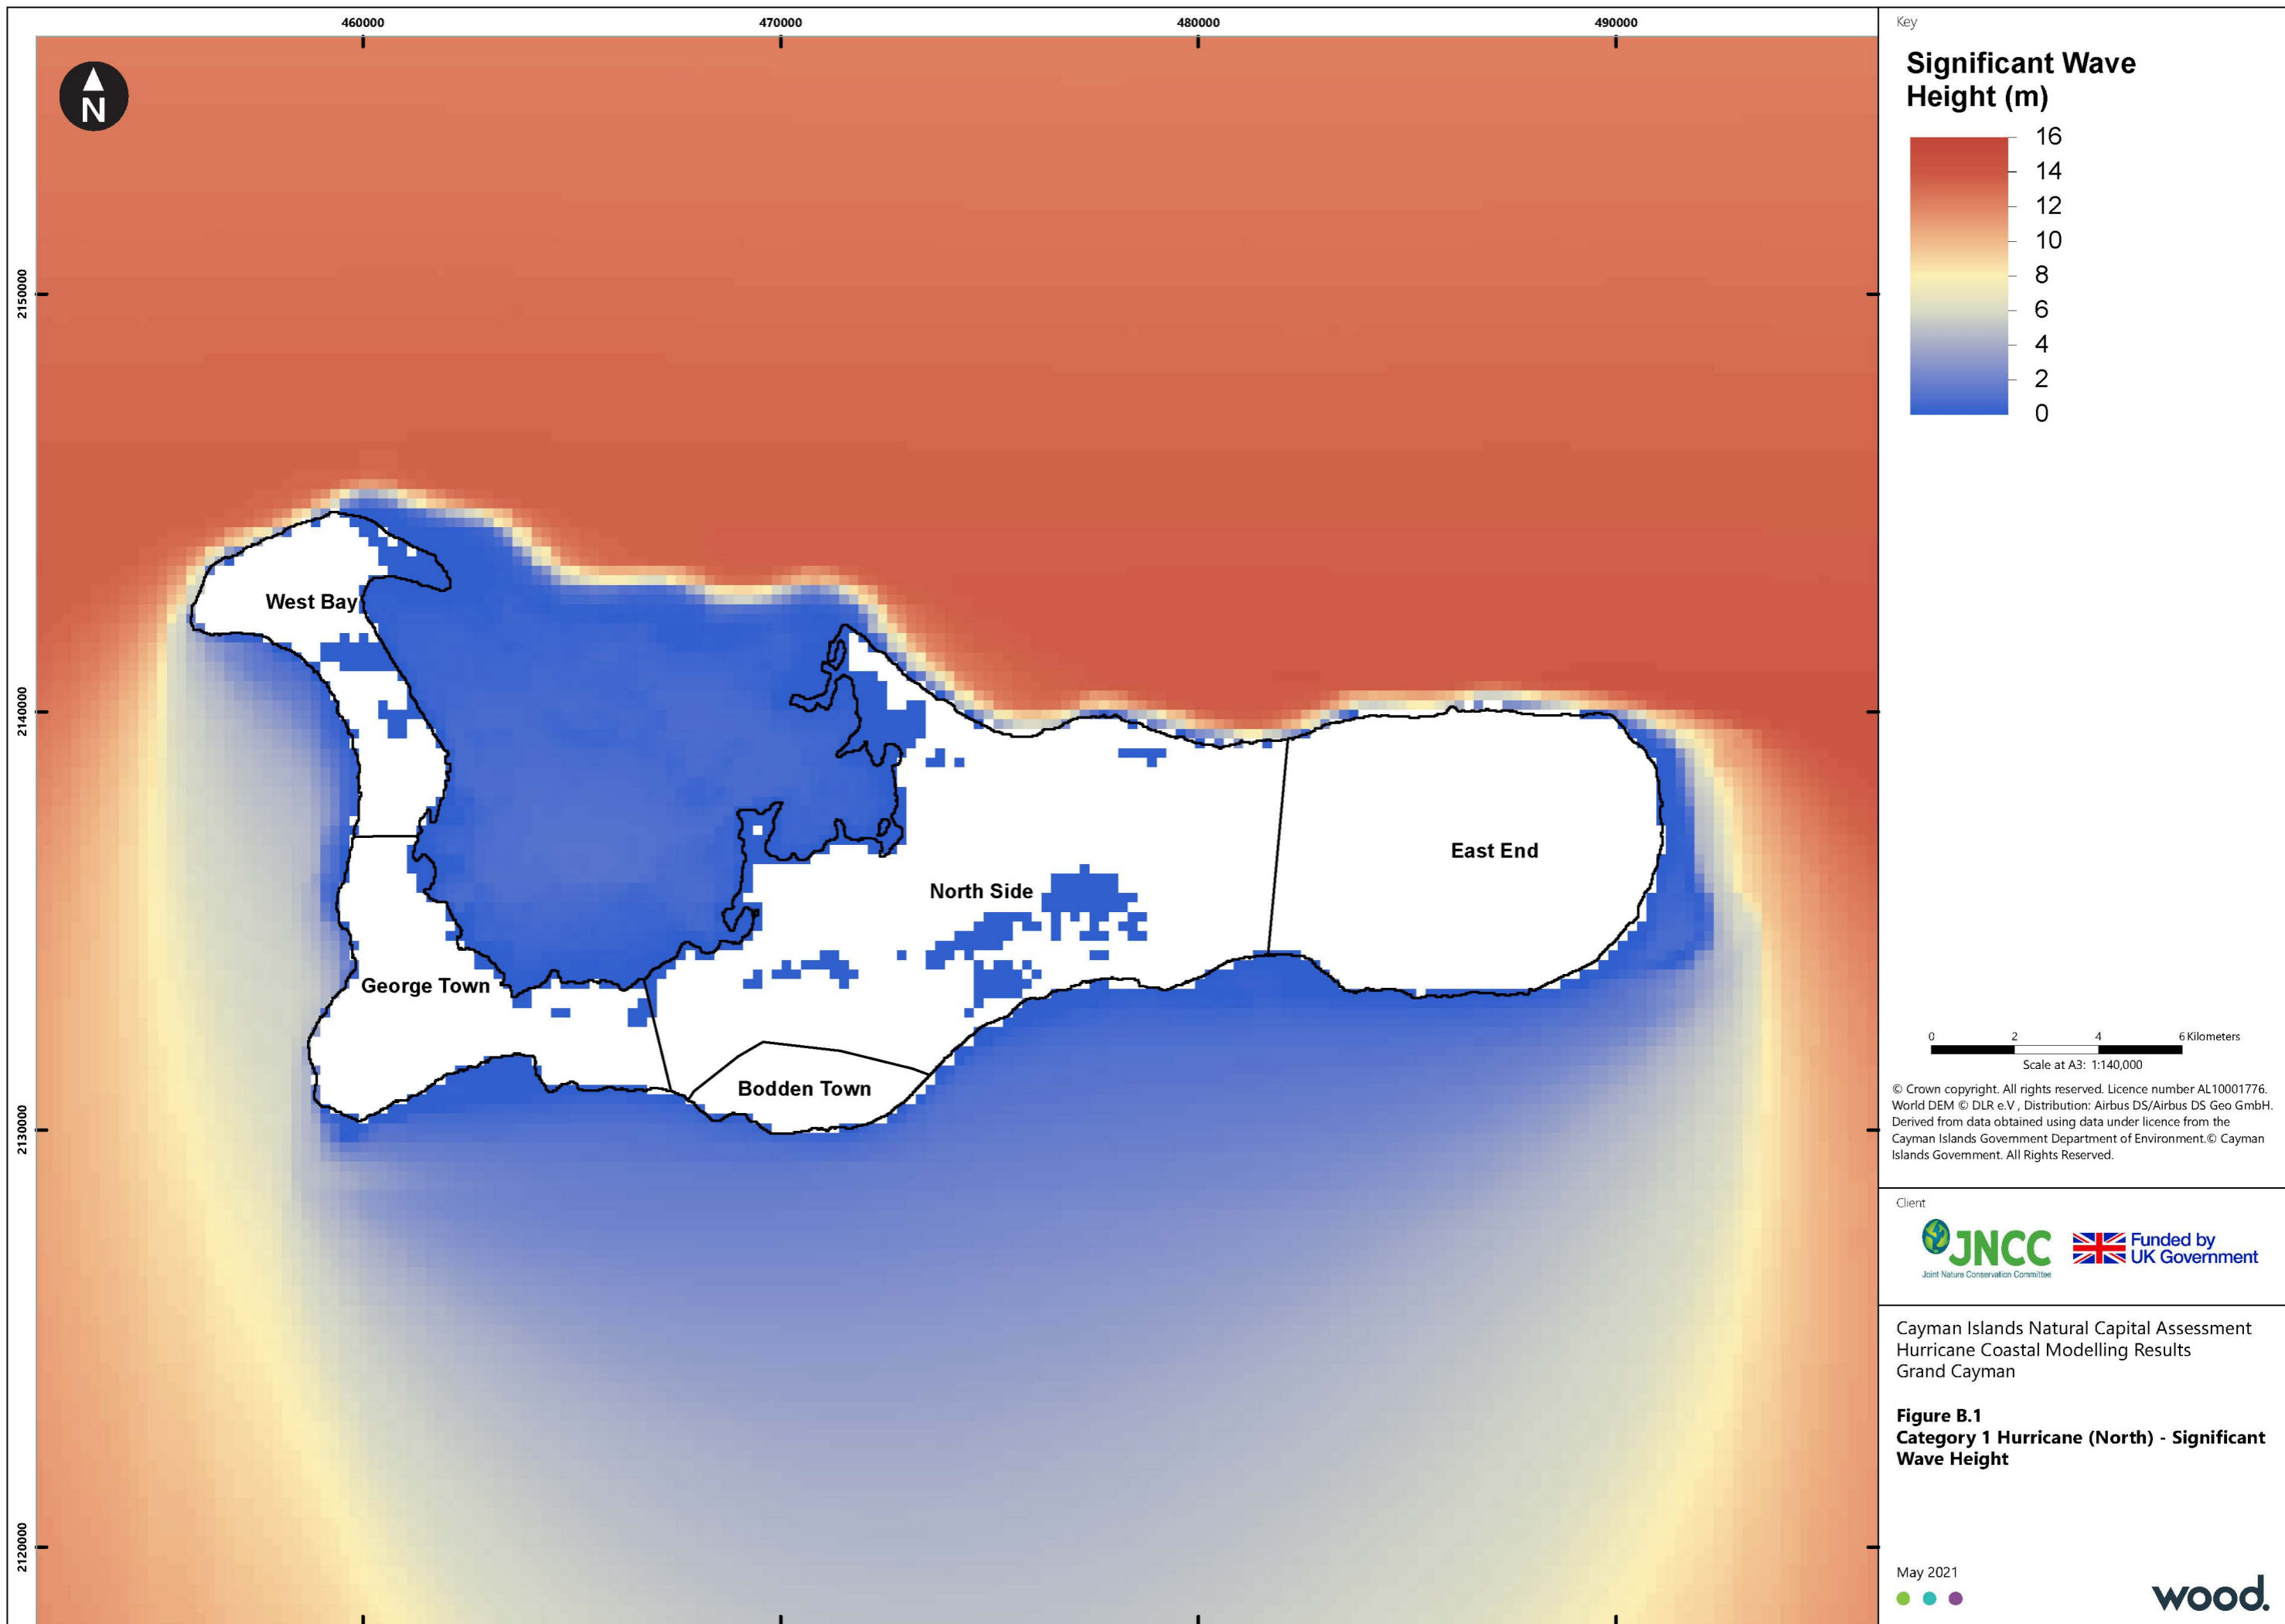 460000
470000
480000
490000
2150000
2140000
2130000
2120000
N
West Bay
George Town
North Side
East End
Bodden Town
Key
Significant Wave
Height (m)
16
14
12
10
8
6
4
2
0
0 2 4 6 Kilometers
Scale at A3: 1:140,000
© Crown copyright. All rights reserved. Licence number AL10001776.
World DEM © DLR e.V , Distribution: Airbus DS/Airbus DS Geo GmbH.
Derived from data obtained using data under licence from the
Cayman Islands Government Department of Environment.© Cayman
Islands Government. All Rights Reserved.
Client
JNCC
Joint Nature Conservation Committee
Funded by
UK Government
Cayman Islands Natural Capital Assessment
Hurricane Coastal Modelling Results
Grand Cayman
Figure B.1
Category 1 Hurricane (North) - Significant
Wave Height
May 2021
wood.